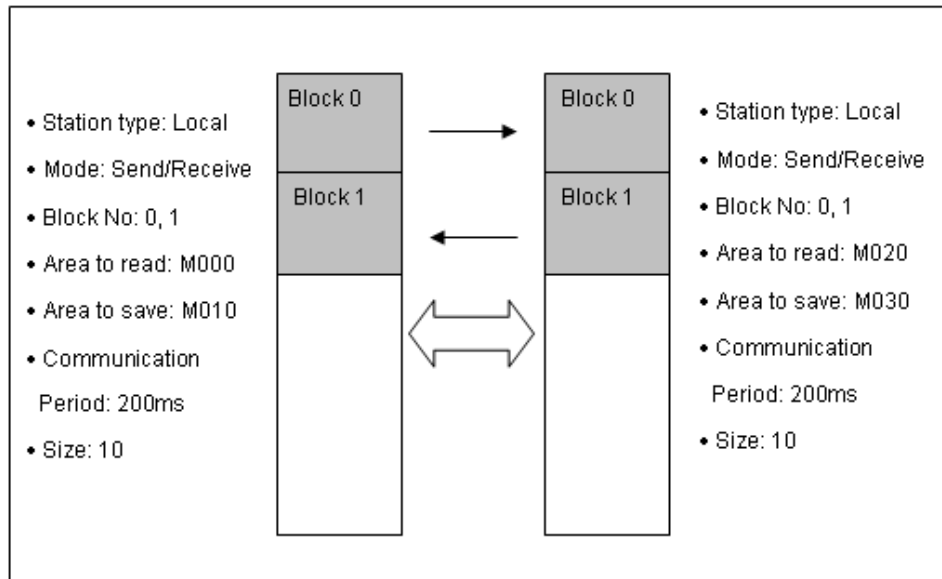 • Station type: Local
• Mode: Send/Receive
• Block No: 0, 1
• Area to read: M000
• Area to save: M010
• Communication
Period: 200ms
• Size: 10
Block 0
Block 1
Block 0
Block 1
• Station type: Local
• Mode: Send/Receive
• Block No: 0, 1
• Area to read: M020
• Area to save: M030
• Communication
Period: 200ms
• Size: 10